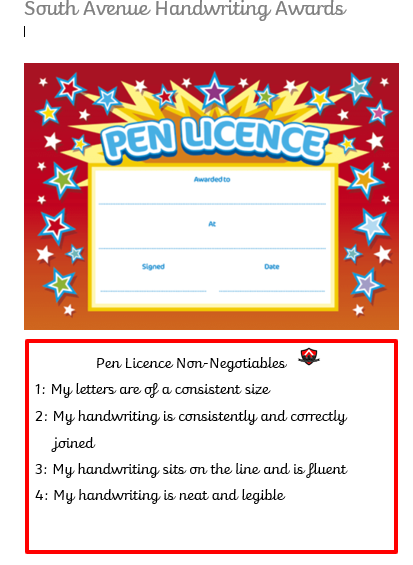 South Avenue Handwriting Awards
PEN LICENCE
Awarded to
At
Signed Date
Pen Licence Non-Negotiables
1: My letters are of a consistent size
2: My handwriting is consistently and correctly
joined
3: My handwriting sits on the line and is fluent
4: My handwriting is neat and legible